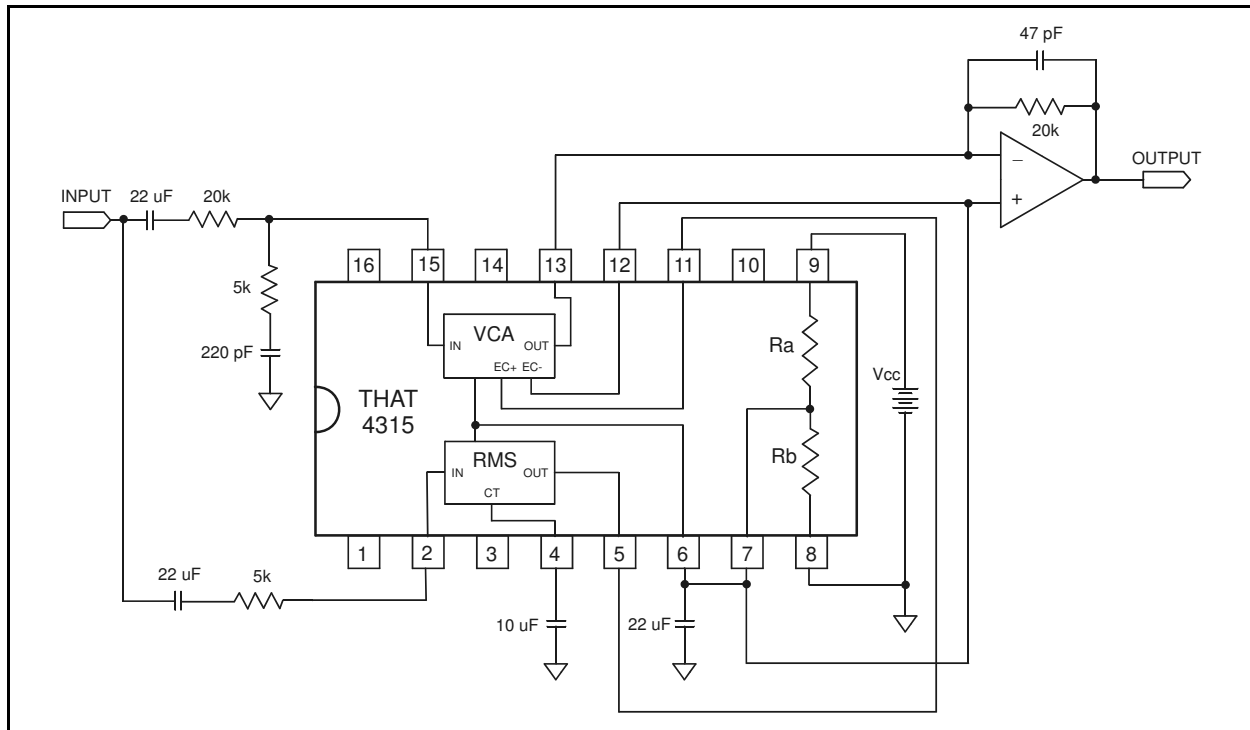 47 pF
20k
OUTPUT
−
+
INPUT
22 uF
20k
5k
220 pF
16
15
14
13
12
11
10
9
VCA
IN
OUT
EC+
EC-
THAT
4315
Ra
Vcc
RMS
IN
OUT
CT
Rb
1
2
3
4
5
6
7
8
22 uF
5k
10 uF
22 uF